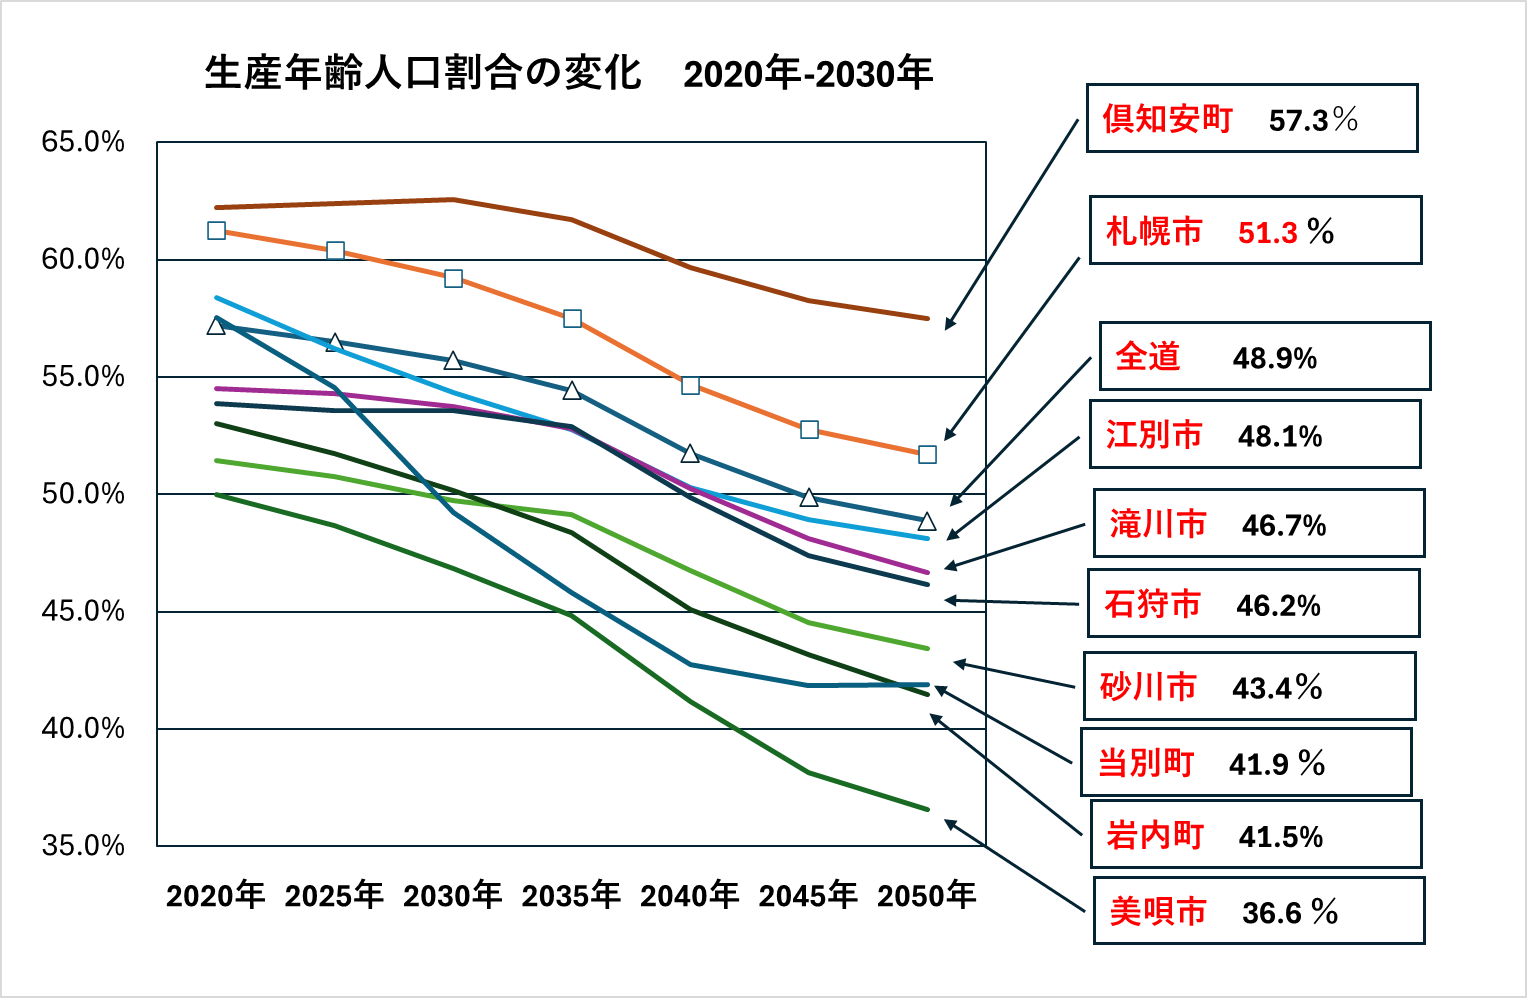 生産年齢人口割合の変化　2020年-2030年
65.0%
60.0%
55.0%
50.0%
45.0%
40.0%
35.0%
2020年 2025年 2030年 2035年 2040年 2045年 2050年
倶知安町　57.3％
札幌市　51.3 %
全道　48.9%
江別市　48.1%
滝川市　46.7%
石狩市　46.2%
砂川市　43.4%
当別町　41.9 %
岩内町　41.5%
美唄市　36.6 %